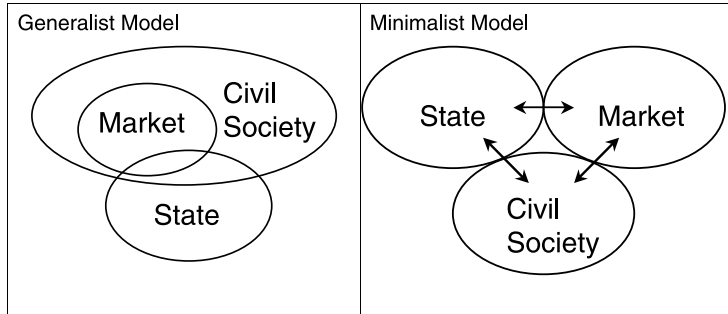 Generalist Model
Market
Civil
Society
State
Minimalist Model
State
Market
Civil
Society